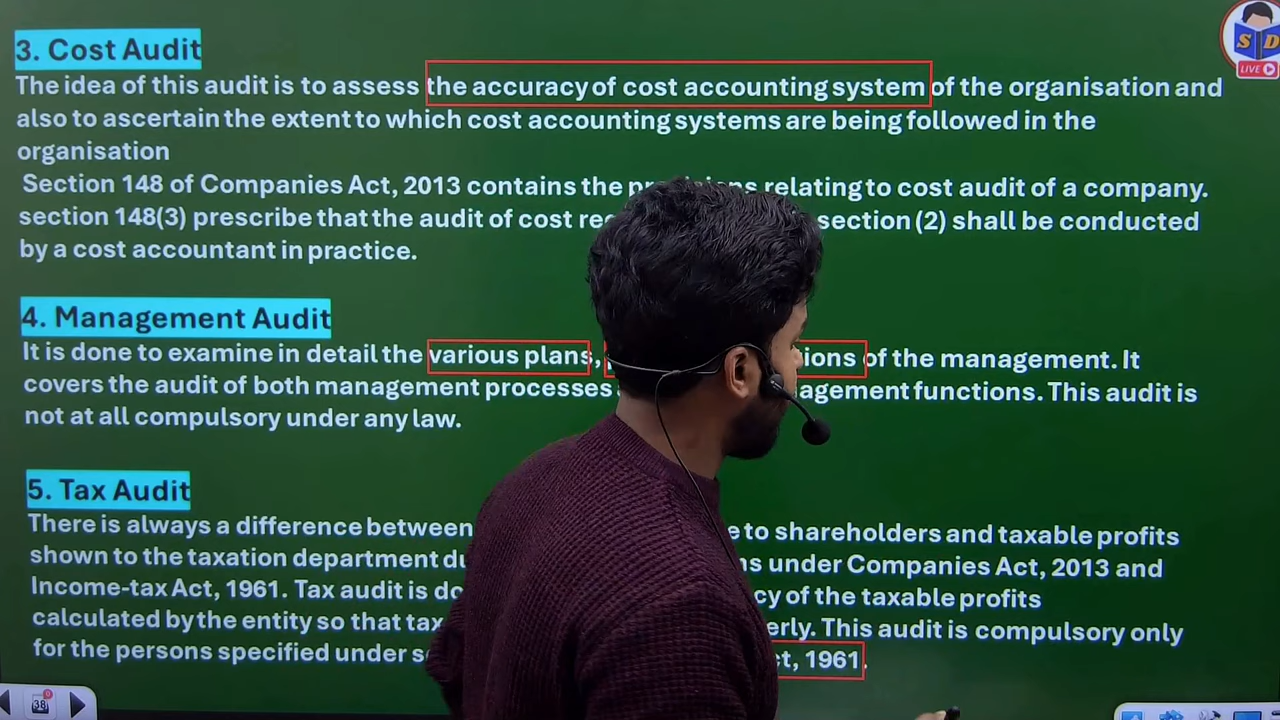 3. Cost Audit
The idea of this audit is to assess the accuracy of cost accounting system of the organisation and
also to ascertain the extent to which cost accounting systems are being followed in the
organisation
Section 148 of Companies Act, 2013 contains the provisions relating to cost audit of a company.
section 148(3) prescribe that the audit of cost section (2) shall be conducted
by a cost accountant in practice.
4. Management Audit
It is done to examine in detail the various plans, of the management. It
covers the audit of both management processes functions. This audit is
not at all compulsory under any law.
5. Tax Audit
There is always a difference between to shareholders and taxable profits
shown to the taxation department under Companies Act, 2013 and
Income-tax Act, 1961. Tax audit is of the taxable profits
calculated by the entity so that tax This audit is compulsory only
for the persons specified under 1961.
S D
LIVE
38